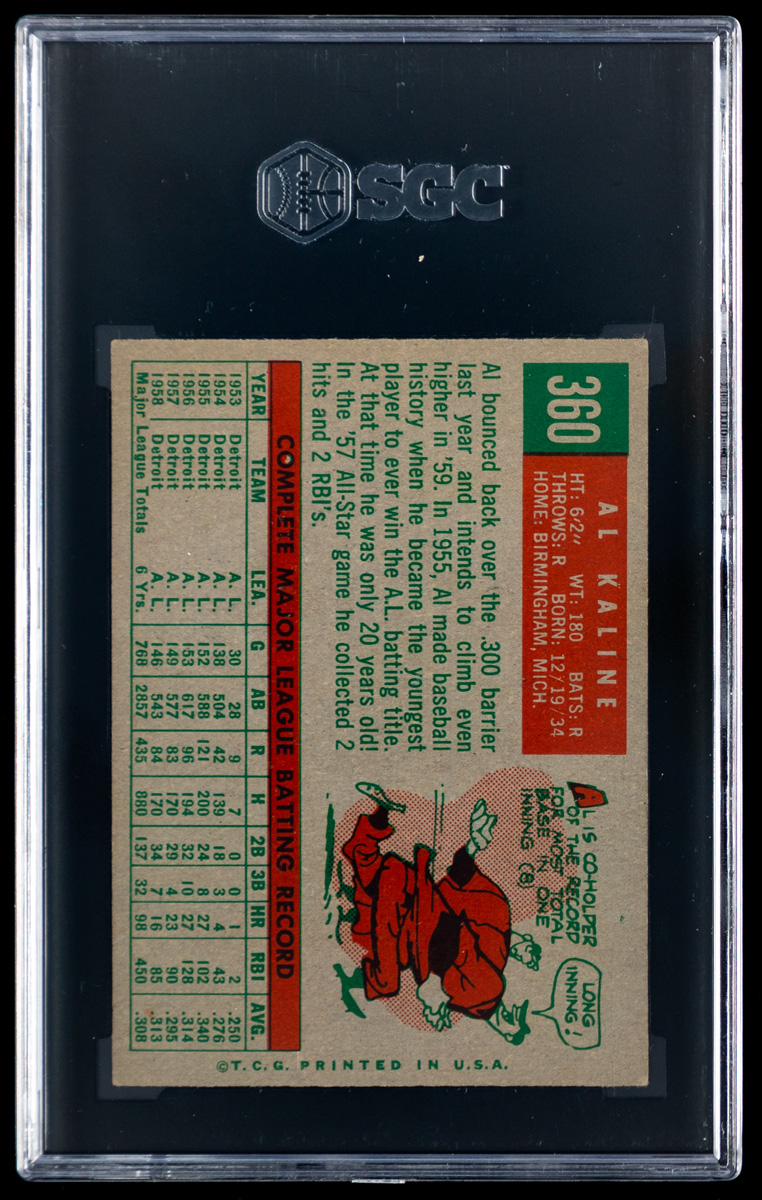 SGC
360
AL KALINE
HT: 6'2" WT: 180 BATS: R
THROWS: R BORN: 12/19/34
HOME: BIRMINGHAM, MICH.
Al bounced back over the .300 barrier
last year and intends to climb even
higher in '59. In 1955, Al made baseball
history when he became the youngest
player to ever win the A.L. batting title.
At that time he was only 20 years old!
In the '57 All-Star game he collected 2
hits and 2 RBI's.
AL IS CO-HOLDER
OF THE RECORD
FOR MOST TOTAL
BASE IN ONE
INNING (8)
LONG
INNING!
COMPLETE MAJOR LEAGUE BATTING RECORD
YEAR TEAM LEA. G AB R H 2B 3B HR RBI AVG.
1953 Detroit A. L. 30 28 9 7 0 0 1 2 .250
1954 Detroit A. L. 138 504 42 139 18 3 4 43 .276
1955 Detroit A. L. 152 588 121 200 24 8 27 102 .340
1956 Detroit A. L. 153 617 96 194 32 10 27 128 .314
1957 Detroit A. L. 149 577 83 170 29 4 23 90 .295
1958 Detroit A. L. 146 543 84 170 34 7 16 85 .313
Major League Totals 6 Yrs. 768 2857 435 880 137 32 98 450 .308
©T.C.G. PRINTED IN U.S.A.